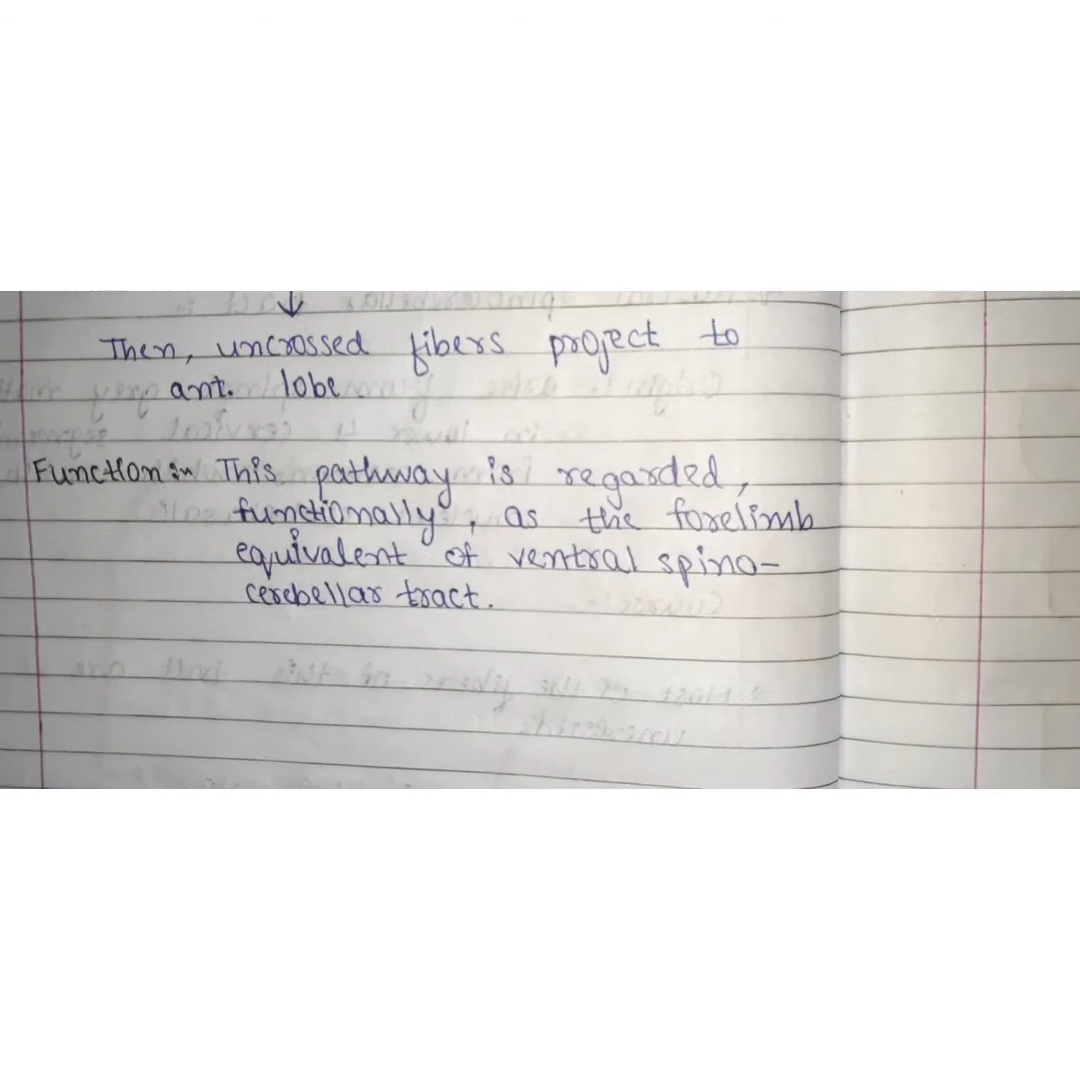 ↓
Then, uncrossed fibers project to
ant. lobe
Function :- This pathway is regarded,
functionally, as the forelimb
equivalent of ventral spino-
cerebellar tract.